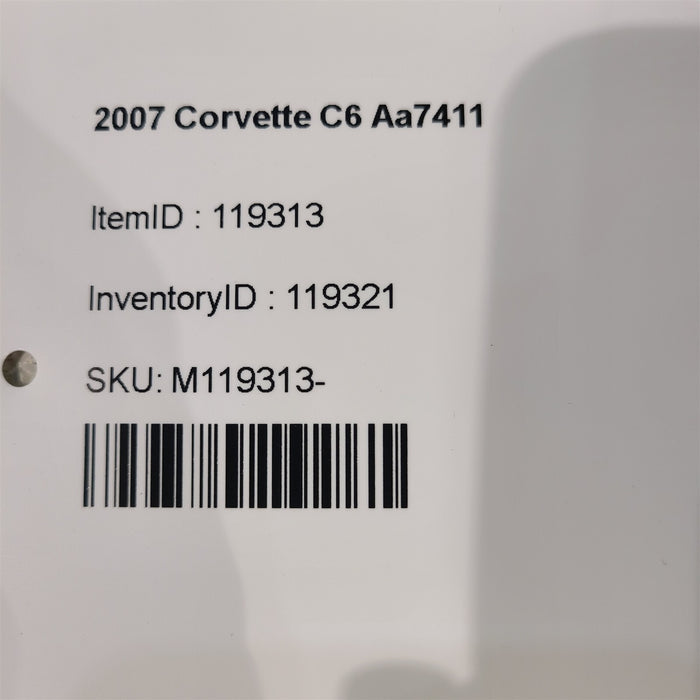 2007 Corvette C6 Aa7411
ItemID : 119313
InventoryID : 119321
SKU: M119313-